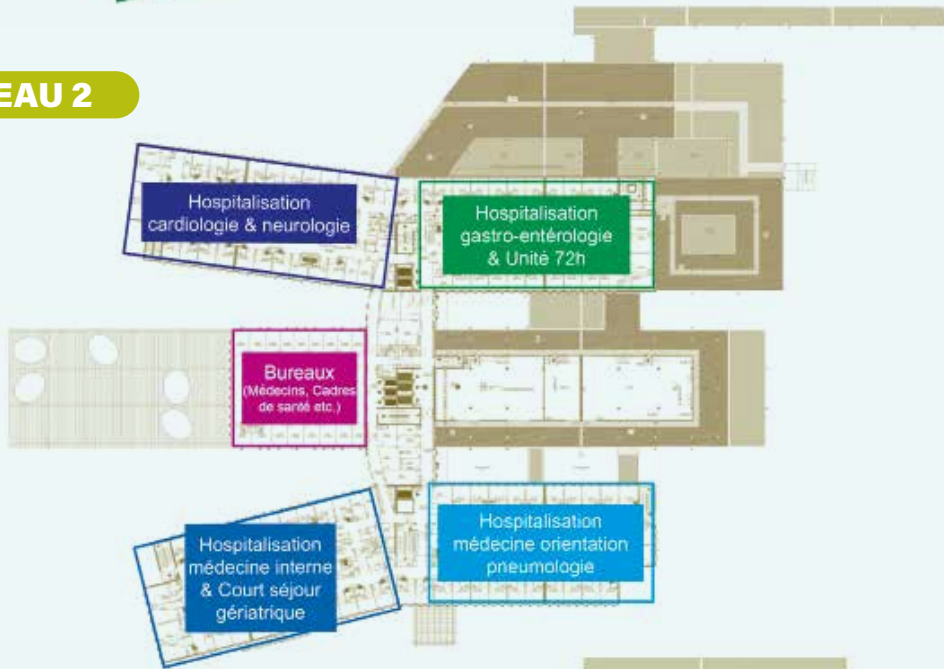 EAU 2
Hospitalisation
cardiologie & neurologie
Hospitalisation
gastro-entérologie
& Unité 72h
Bureaux
(Médecins, Cadres
de santé etc.)
Hospitalisation
médecine interne
& Court séjour
gériatrique
Hospitalisation
médecine orientation
pneumologie